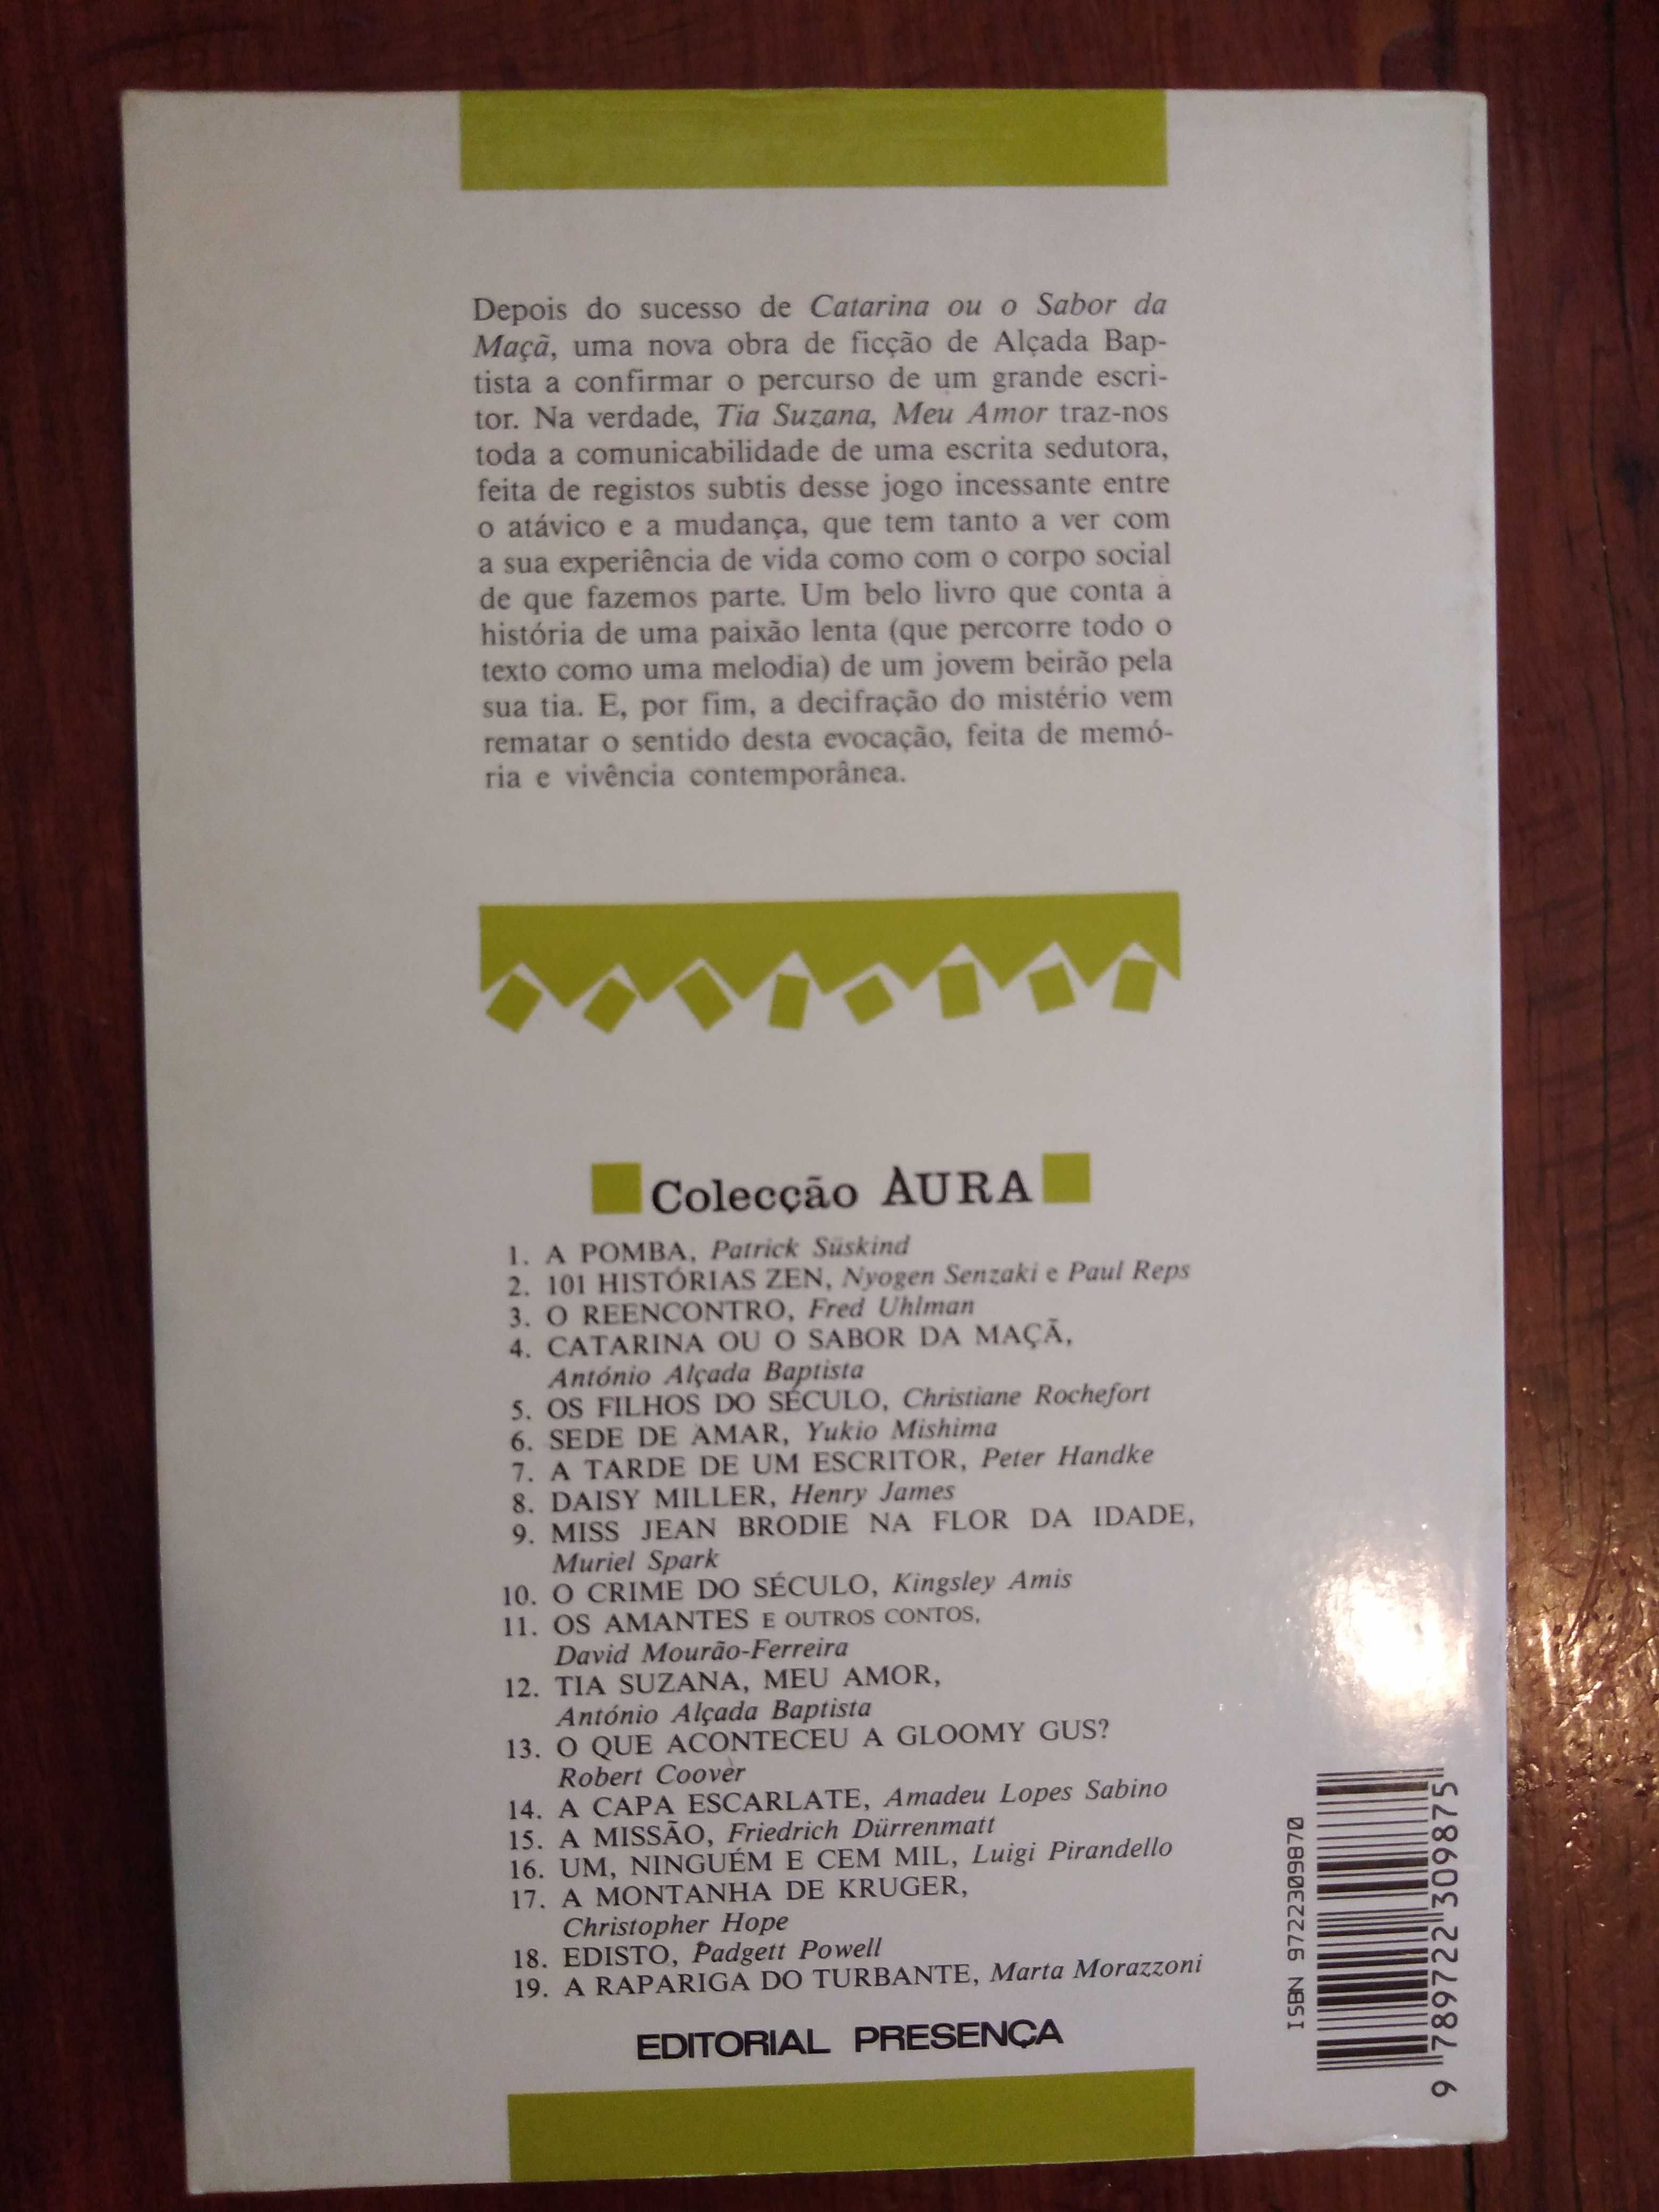 Depois do sucesso de Catarina ou o Sabor da
Maçã, uma nova obra de ficção de Alçada Bap-
tista a confirmar o percurso de um grande escri-
tor. Na verdade, Tia Suzana, Meu Amor traz-nos
toda a comunicabilidade de uma escrita sedutora,
feita de registos subtis desse jogo incessante entre
o atávico e a mudança, que tem tanto a ver com
a sua experiência de vida como com o corpo social
de que fazemos parte. Um belo livro que conta a
história de uma paixão lenta (que percorre todo o
texto como uma melodia) de um jovem beirão pela
sua tia. E, por fim, a decifração do mistério vem
rematar o sentido desta evocação, feita de memó-
ria e vivência contemporânea.
Colecção AURA
1. A POMBA, Patrick Süskind
2. 101 HISTÓRIAS ZEN, Nyogen Senzaki e Paul Reps
3. O REENCONTRO, Fred Uhlman
4. CATARINA OU O SABOR DA MAÇÃ,
António Alçada Baptista
5. OS FILHOS DO SÉCULO, Christiane Rochefort
6. SEDE DE AMAR, Yukio Mishima
7. A TARDE DE UM ESCRITOR, Peter Handke
8. DAISY MILLER, Henry James
9. MISS JEAN BRODIE NA FLOR DA IDADE,
Muriel Spark
10. O CRIME DO SÉCULO, Kingsley Amis
11. OS AMANTES E OUTROS CONTOS,
David Mourão-Ferreira
12. TIA SUZANA, MEU AMOR,
António Alçada Baptista
13. O QUE ACONTECEU A GLOOMY GUS?
Robert Coover
14. A CAPA ESCARLATE, Amadeu Lopes Sabino
15. A MISSÃO, Friedrich Dürrenmatt
16. UM, NINGUÉM E CEM MIL, Luigi Pirandello
17. A MONTANHA DE KRUGER,
Christopher Hope
18. EDISTO, Padgett Powell
19. A RAPARIGA DO TURBANTE, Marta Morazzoni
EDITORIAL PRESENÇA
ISBN 9722309870
9 789722 309875